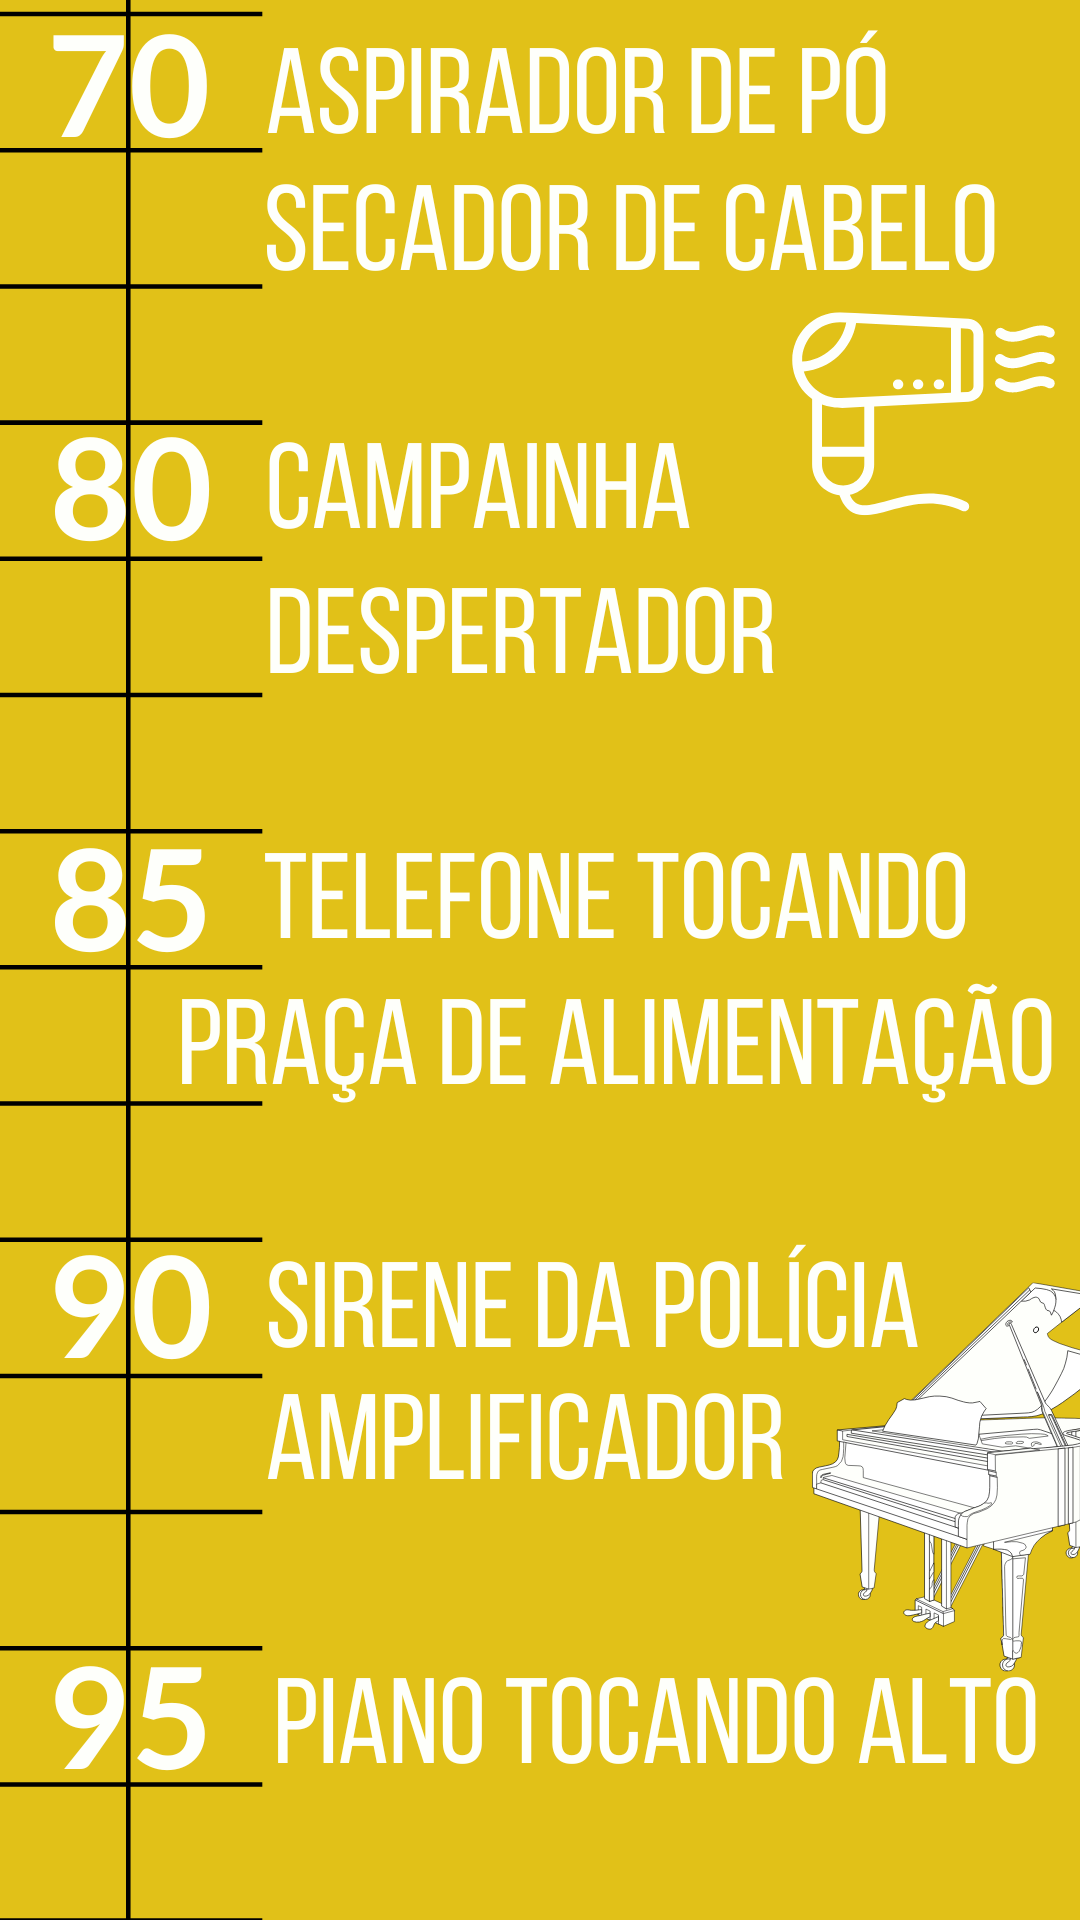 70 ASPIRADOR DE PÓ
SECADOR DE CABELO
80 CAMPAINHA
DESPERTADOR
85 TELEFONE TOCANDO
PRAÇA DE ALIMENTAÇÃO
90 SIRENE DA POLÍCIA
AMPLIFICADOR
95 PIANO TOCANDO ALTO